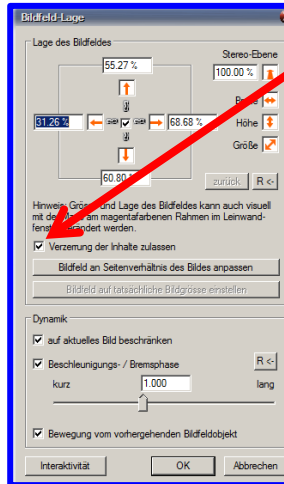 Bildfeld-Lage
Lage des Bildfeldes
Stereo-Ebene
55.27 %
100.00 %
31.26 %
68.68 %
Höhe
Größe
60.80
zurück
R <-
Hinweis: Größe und Lage des Bildfeldes kann auch visuell
mit der am magentafarbenen Rahmen im Leinwand-
verändert werden.
Verzerrung der Inhalte zulassen
Bildfeld an Seitenverhältnis des Bildes anpassen
Bildfeld auf tatsächliche Bildgrösse einstellen
Dynamik
auf aktuelles Bild beschränken
Beschleunigungs- / Bremsphase
R <-
kurz
1.000
lang
Bewegung vom vorhergehenden Bildfeldobjekt
Interaktivität
OK
Abbrechen